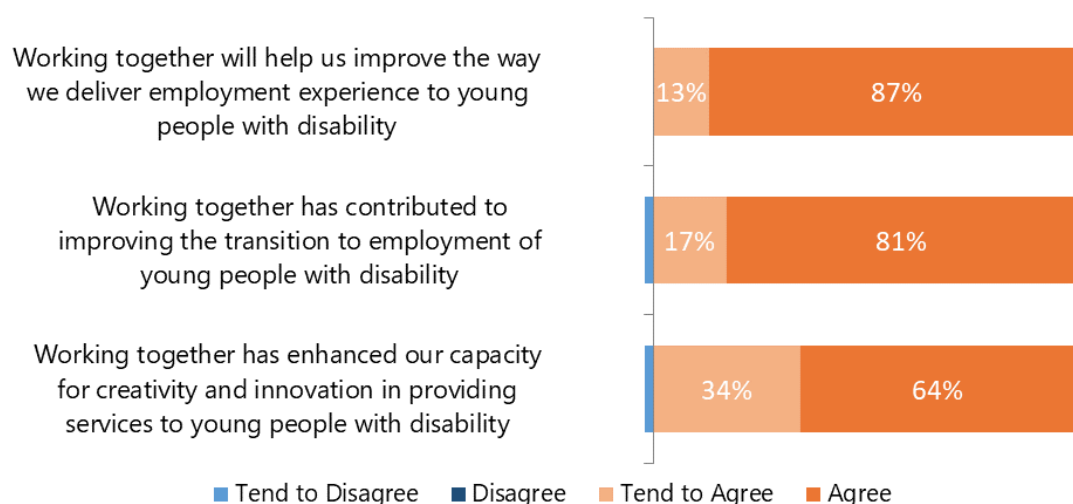 Working together will help us improve the way
we deliver employment experience to young
people with disability
13% 87%
Working together has contributed to
improving the transition to employment of
young people with disability
17% 81%
Working together has enhanced our capacity
for creativity and innovation in providing
services to young people with disability
34% 64%
Tend to Disagree Disagree Tend to Agree Agree